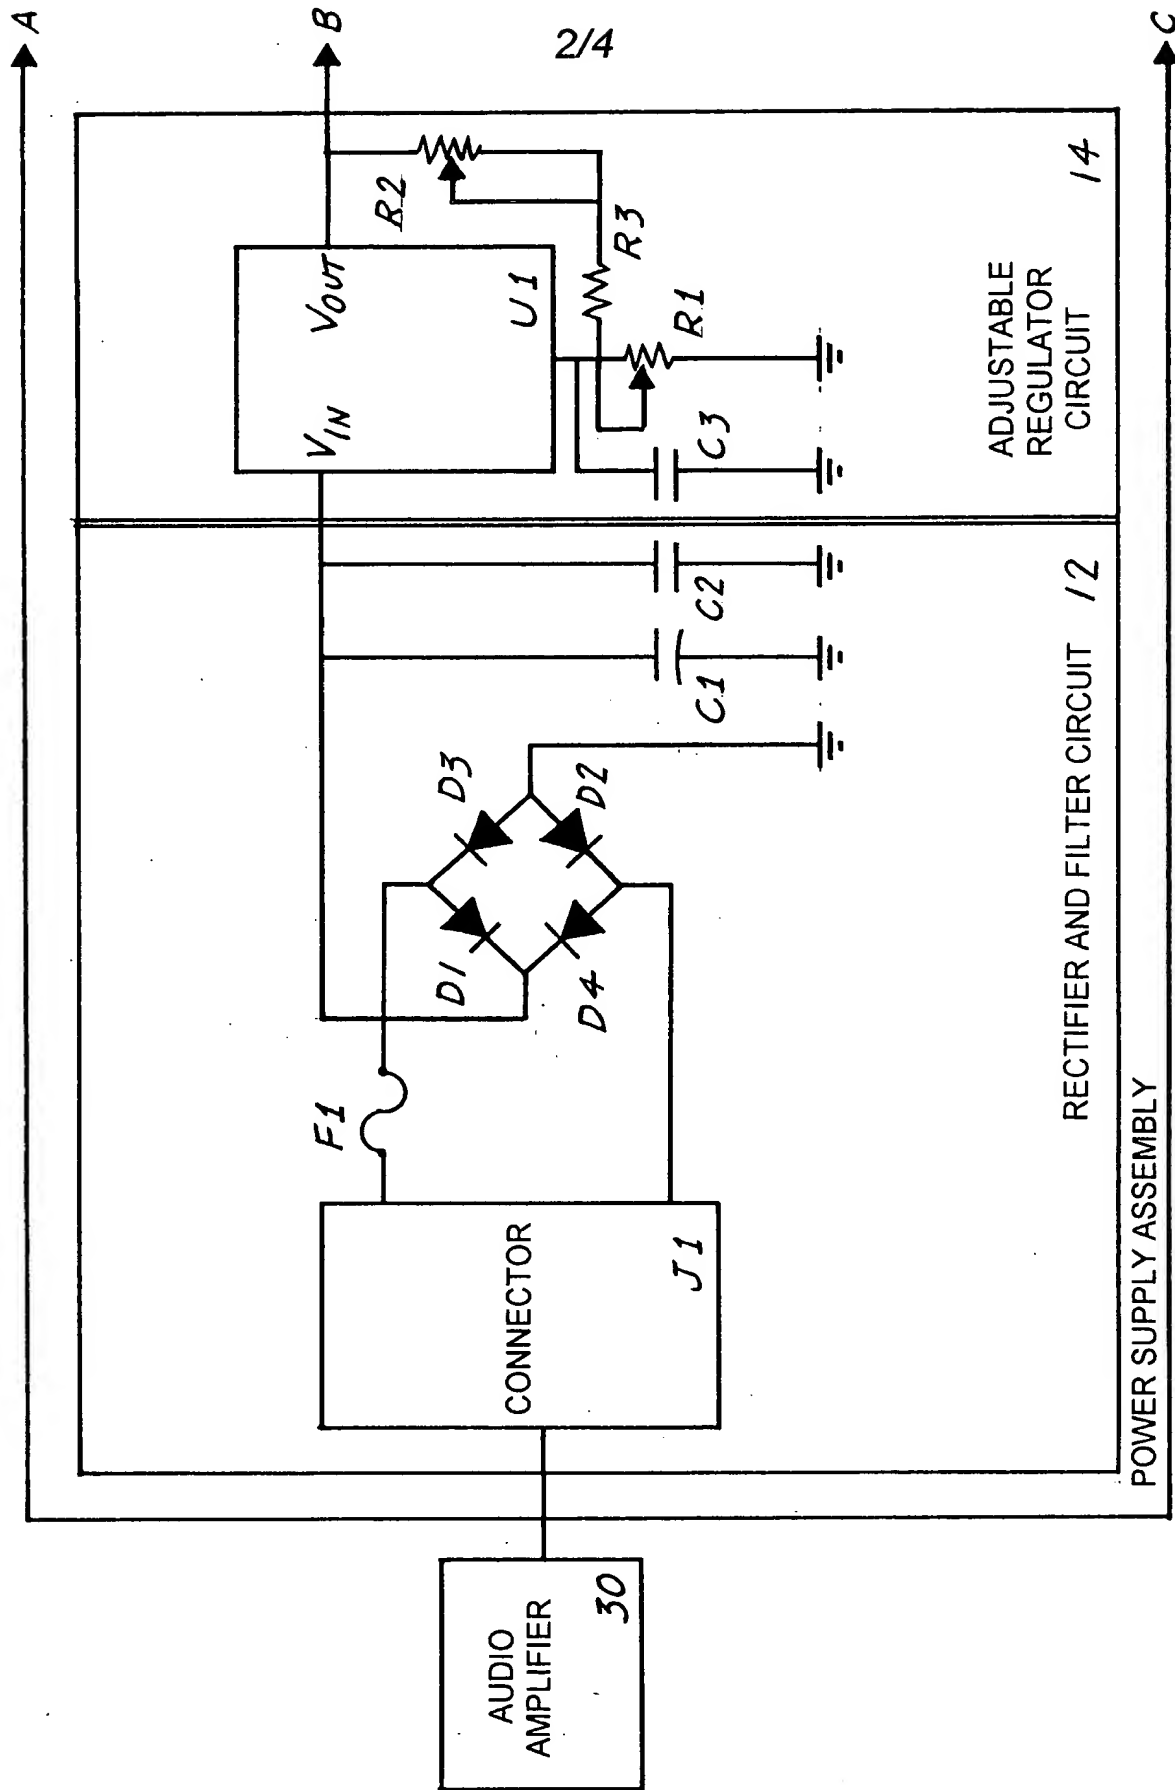 2/4
A
B
C
AUDIO
AMPLIFIER
30
CONNECTOR
J1
F1
D1
D3
D4
D2
C1
C2
C3
VIN
VOUT
U1
R2
R3
R1
RECTIFIER AND FILTER CIRCUIT 12
ADJUSTABLE
REGULATOR
CIRCUIT
14
POWER SUPPLY ASSEMBLY